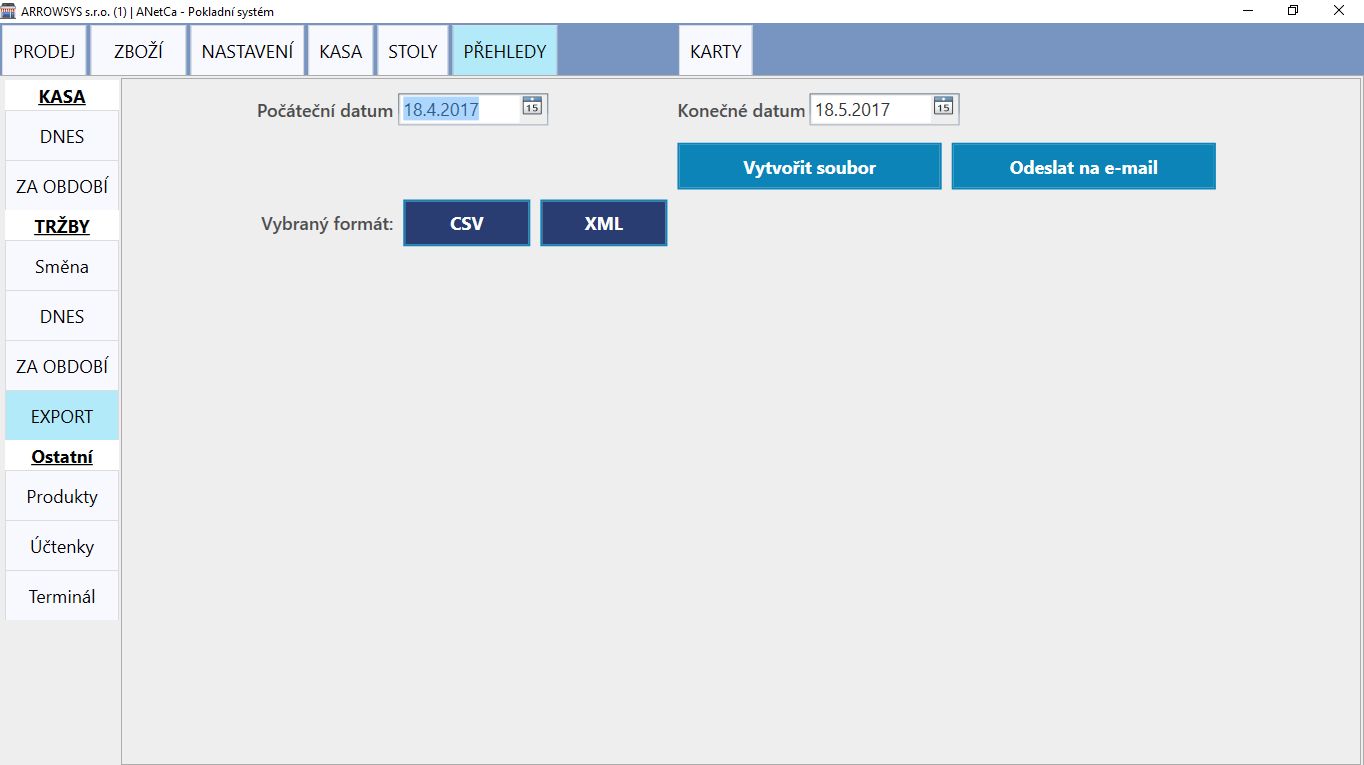 ARROWSYS s.r.o. (1) | ANetCa - Pokladní systém
PRODEJ ZBOŽÍ NASTAVENÍ KASA STOLY PŘEHLEDY KARTY
KASA
DNES
ZA OBDOBÍ
TRŽBY
Směna
DNES
ZA OBDOBÍ
EXPORT
Ostatní
Produkty
Účtenky
Terminál
Počáteční datum 18.4.2017 15 Konečné datum 18.5.2017 15
Vytvořit soubor Odeslat na e-mail
Vybraný formát: CSV XML